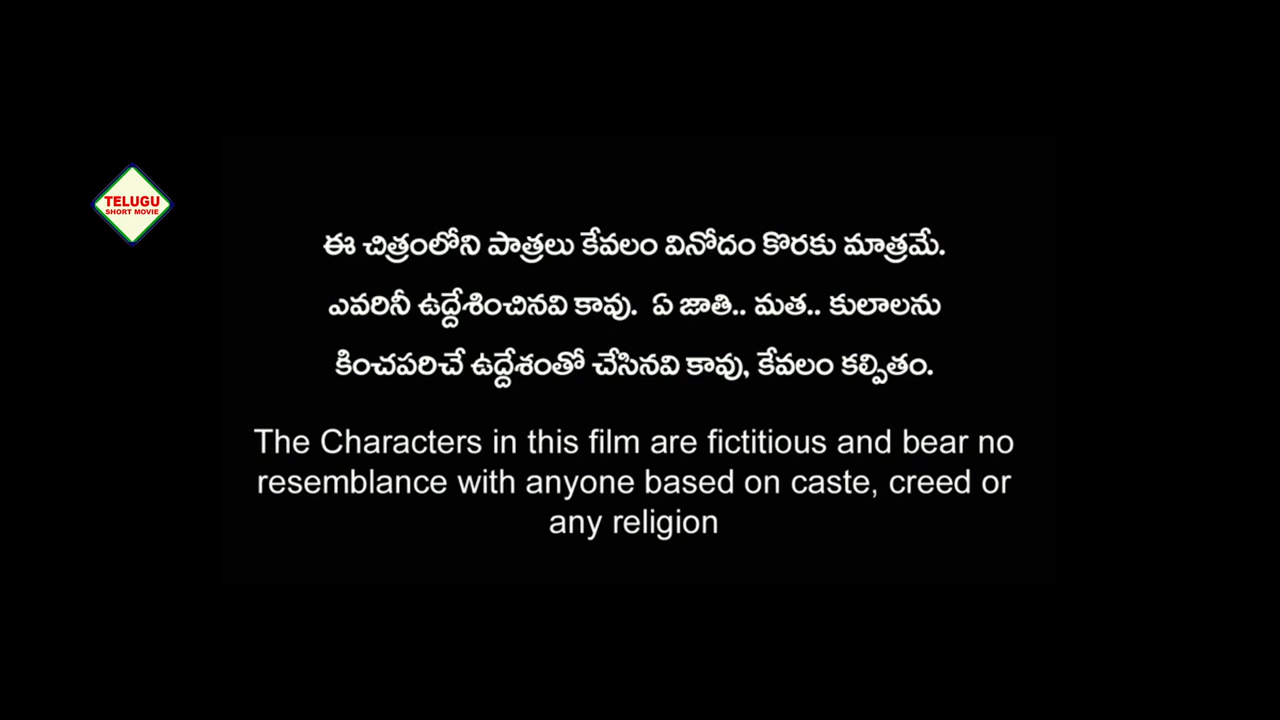 TELUGU
SHORT MOVIE
ఈ చిత్రంలోని పాత్రలు కేవలం వినోదం కొరకు మాత్రమే.
ఎవరినీ ఉద్దేశించినవి కావు. ఏ జాతి.. మత.. కులాలను
కించపరిచే ఉద్దేశంతో చేసినవి కావు, కేవలం కల్పితం.
The Characters in this film are fictitious and bear no
resemblance with anyone based on caste, creed or
any religion